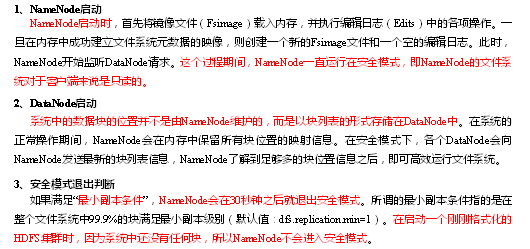 1、NameNode启动
NameNode启动时，首先将镜像文件（Fsimage）载入内存，并执行编辑日志（Edits）中的各项操作。一
旦在内存中成功建立文件系统元数据的映像，则创建一个新的Fsimage文件和一个空的编辑日志。此时，
NameNode开始监听DataNode请求。这个过程期间，NameNode一直运行在安全模式，即NameNode的文件系
统对于客户端来说是只读的。
2、DataNode启动
系统中的数据块的位置并不是由NameNode维护的，而是以块列表的形式存储在DataNode中。在系统的
正常操作期间，NameNode会在内存中保留所有块位置的映射信息。在安全模式下，各个DataNode会向
NameNode发送最新的块列表信息，NameNode了解到足够多的块位置信息之后，即可高效运行文件系统。
3、安全模式退出判断
如果满足“最小副本条件”，NameNode会在30秒钟之后就退出安全模式。所谓的最小副本条件指的是在
整个文件系统中99.9%的块满足最小副本级别（默认值：dfs.replication.min=1）。在启动一个刚刚格式化的
HDFS集群时，因为系统中还没有任何块，所以NameNode不会进入安全模式。